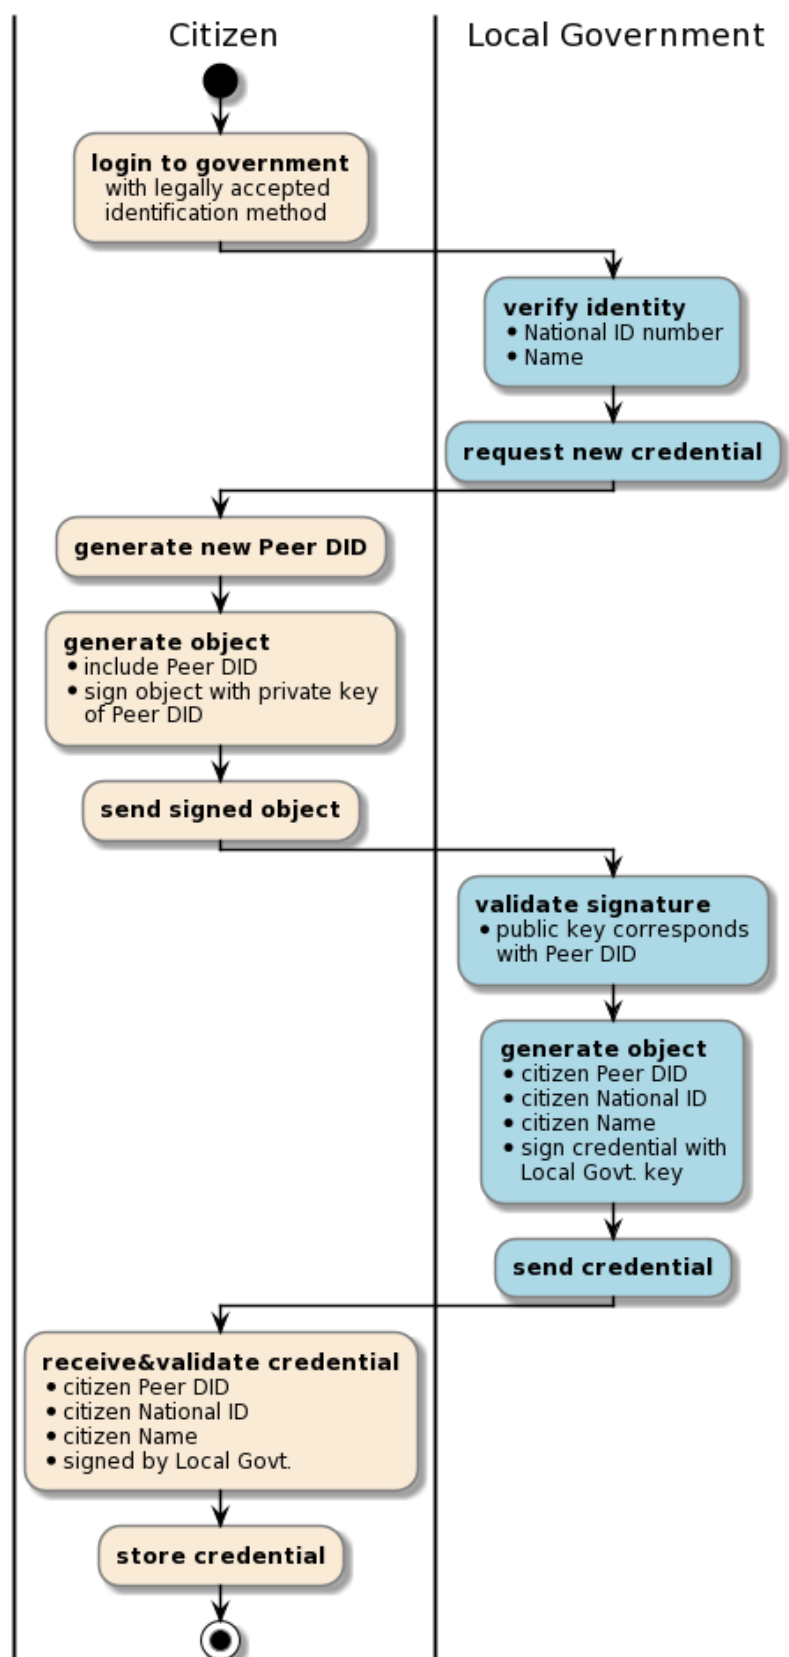 Citizen
Local Government
login to government
with legally accepted
identification method
verify identity
• National ID number
• Name
request new credential
generate new Peer DID
generate object
• include Peer DID
• sign object with private key
of Peer DID
send signed object
validate signature
• public key corresponds
with Peer DID
generate object
• citizen Peer DID
• citizen National ID
• citizen Name
• sign credential with
Local Govt. key
send credential
receive&validate credential
• citizen Peer DID
• citizen National ID
• citizen Name
• signed by Local Govt.
store credential